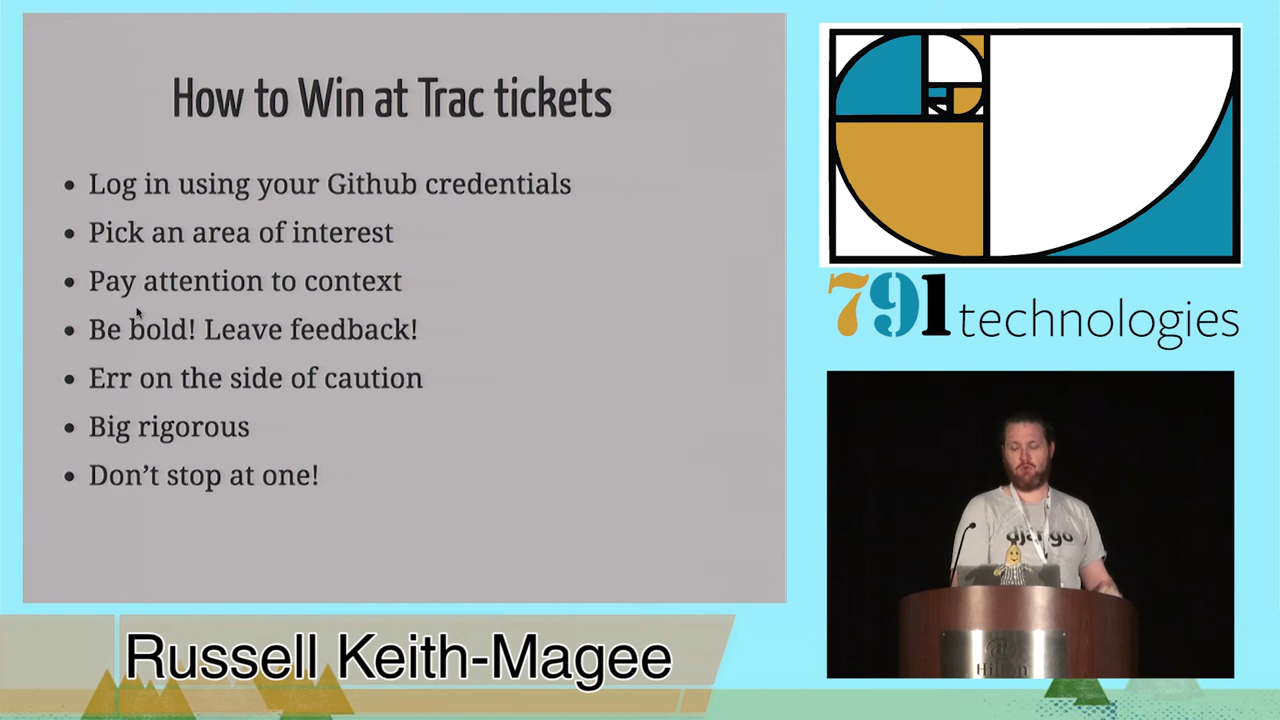 How to Win at Trac tickets
• Log in using your Github credentials
• Pick an area of interest
• Pay attention to context
• Be bold! Leave feedback!
• Err on the side of caution
• Big rigorous
• Don’t stop at one!
791 technologies
django
Hilton
Russell Keith-Magee